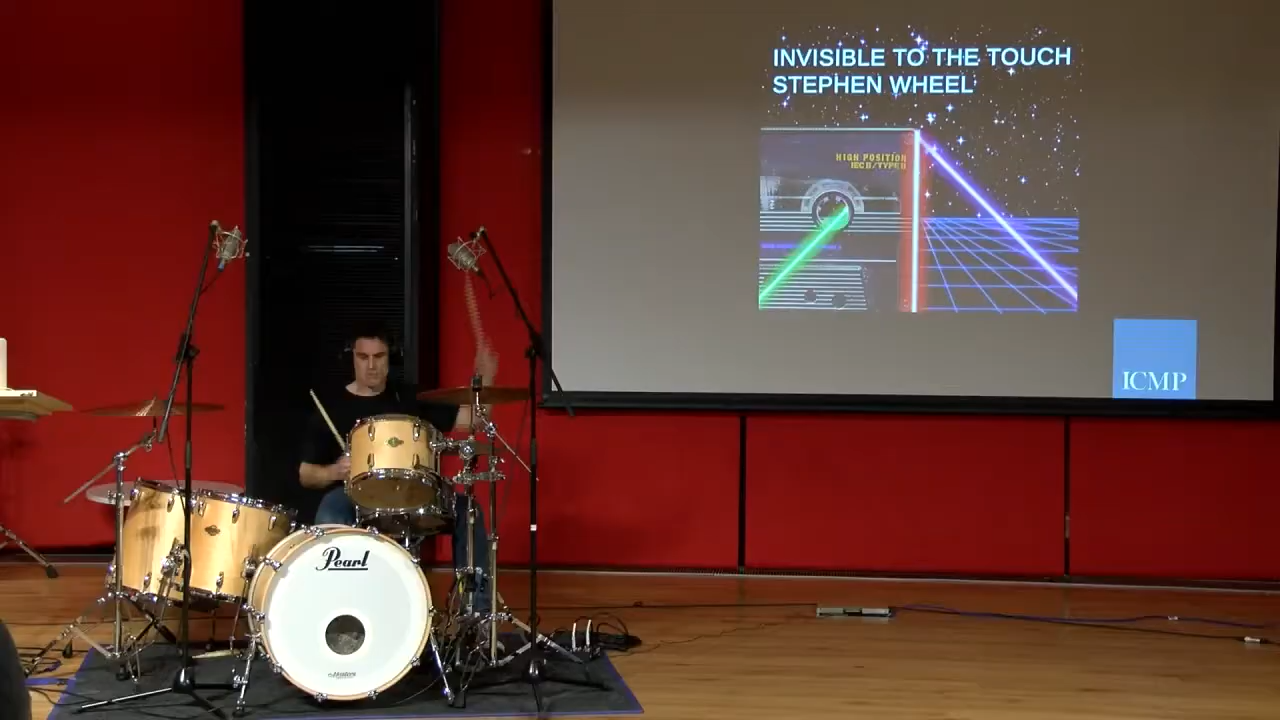 INVISIBLE TO THE TOUCH
STEPHEN WHEEL
HIGH POSITION
IEC II/TYPE II
ICMP
Pearl